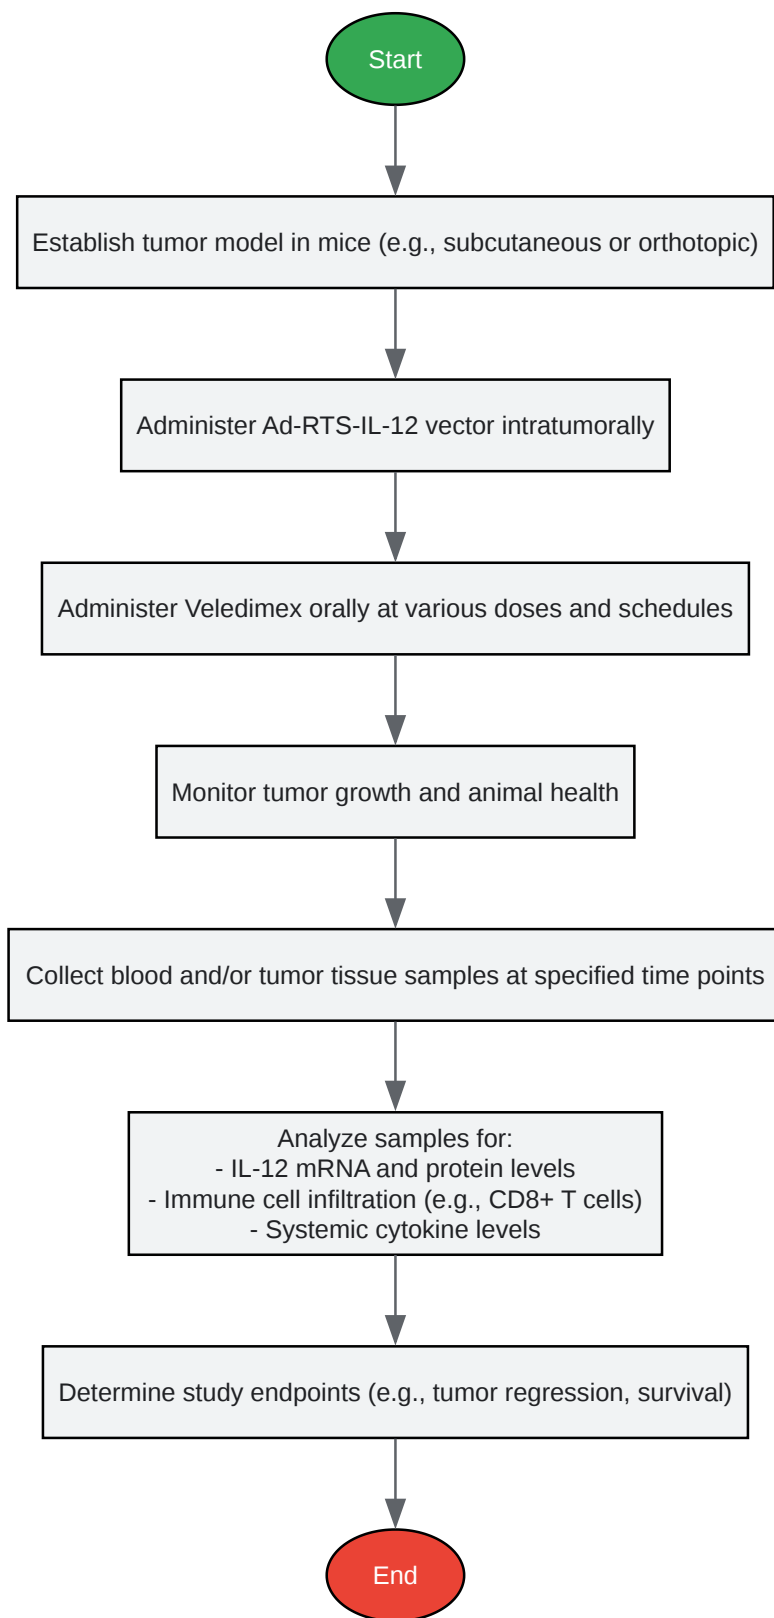 Start
Establish tumor model in mice (e.g., subcutaneous or orthotopic)
Administer Ad-RTS-IL-12 vector intratumorally
Administer Veledimex orally at various doses and schedules
Monitor tumor growth and animal health
Collect blood and/or tumor tissue samples at specified time points
Analyze samples for:
- IL-12 mRNA and protein levels
- Immune cell infiltration (e.g., CD8+ T cells)
- Systemic cytokine levels
Determine study endpoints (e.g., tumor regression, survival)
End